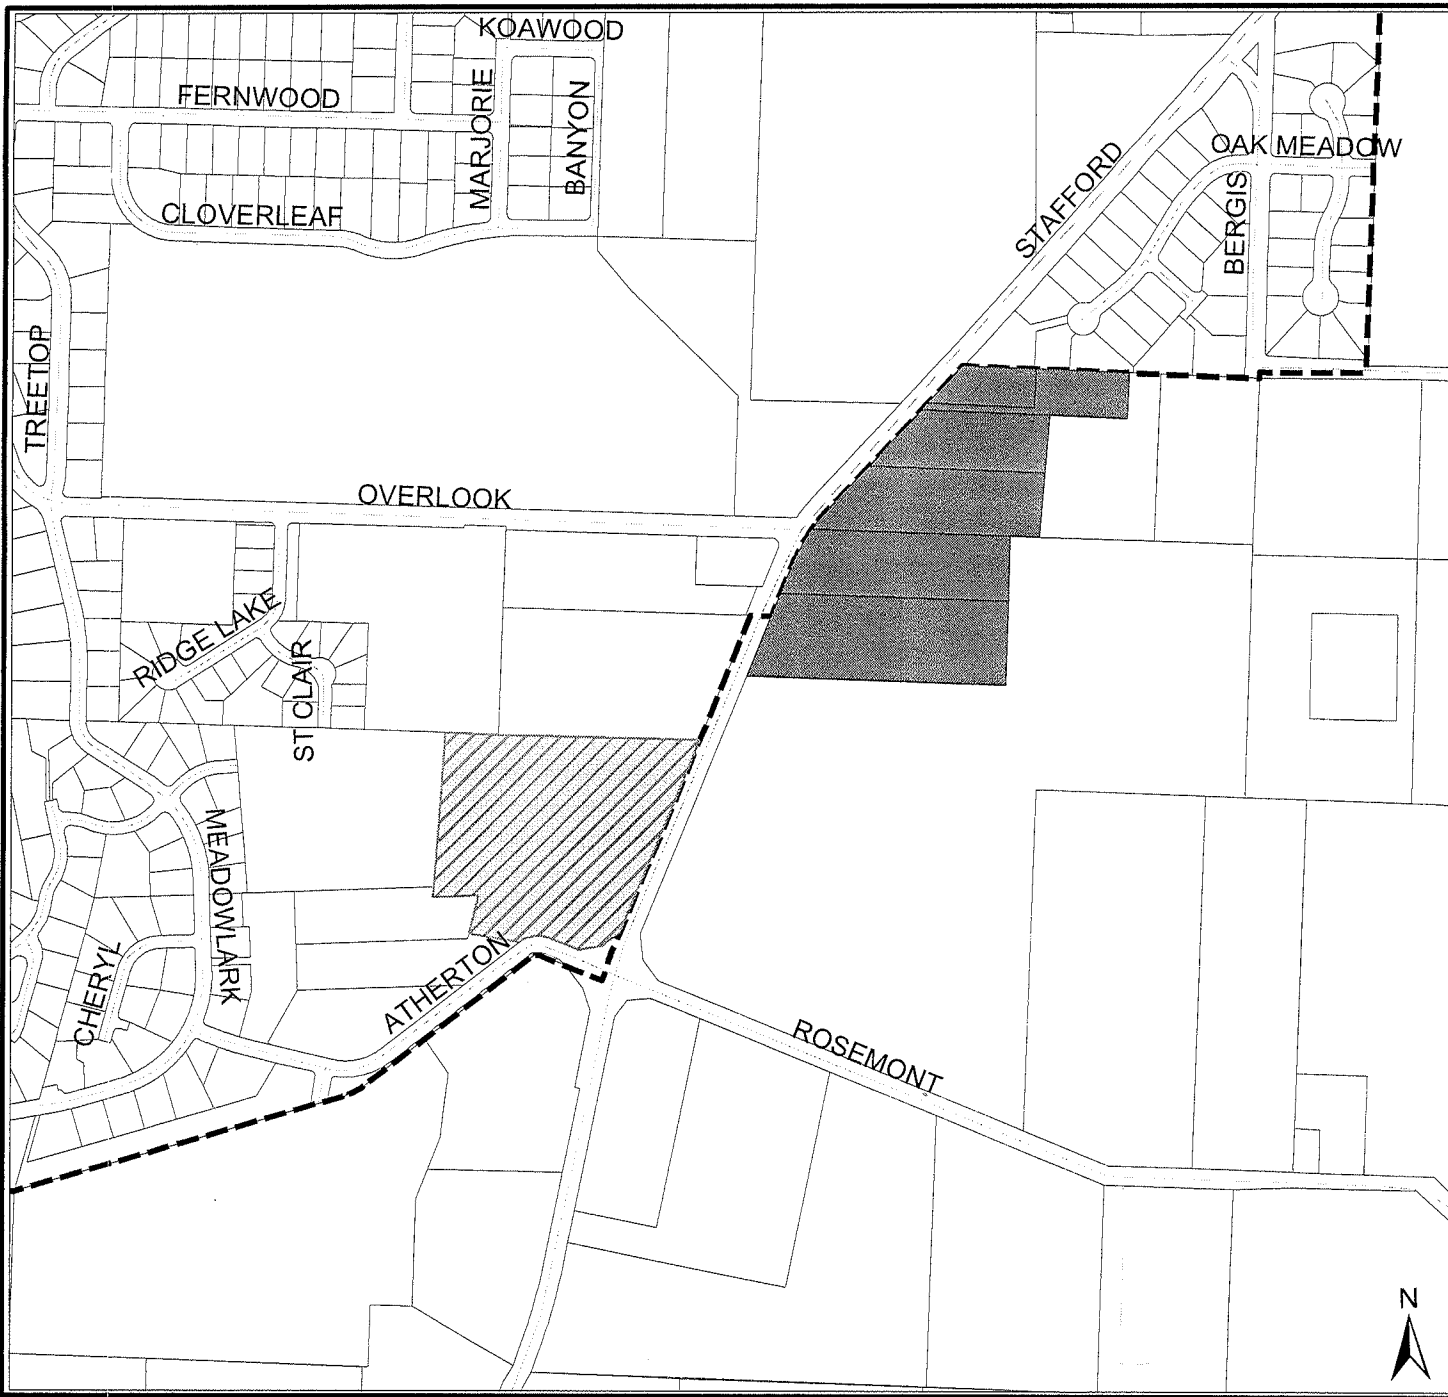 KOAWOOD
FERNWOOD
MARJORIE
BANYON
CLOVERLEAF
STAFFORD
OAK MEADOW
BERGIS
TREETOP
OVERLOOK
RIDGE LAKE
ST CLAIR
MEADOWLARK
CHERYL
ATHERTON
ROSEMONT
N